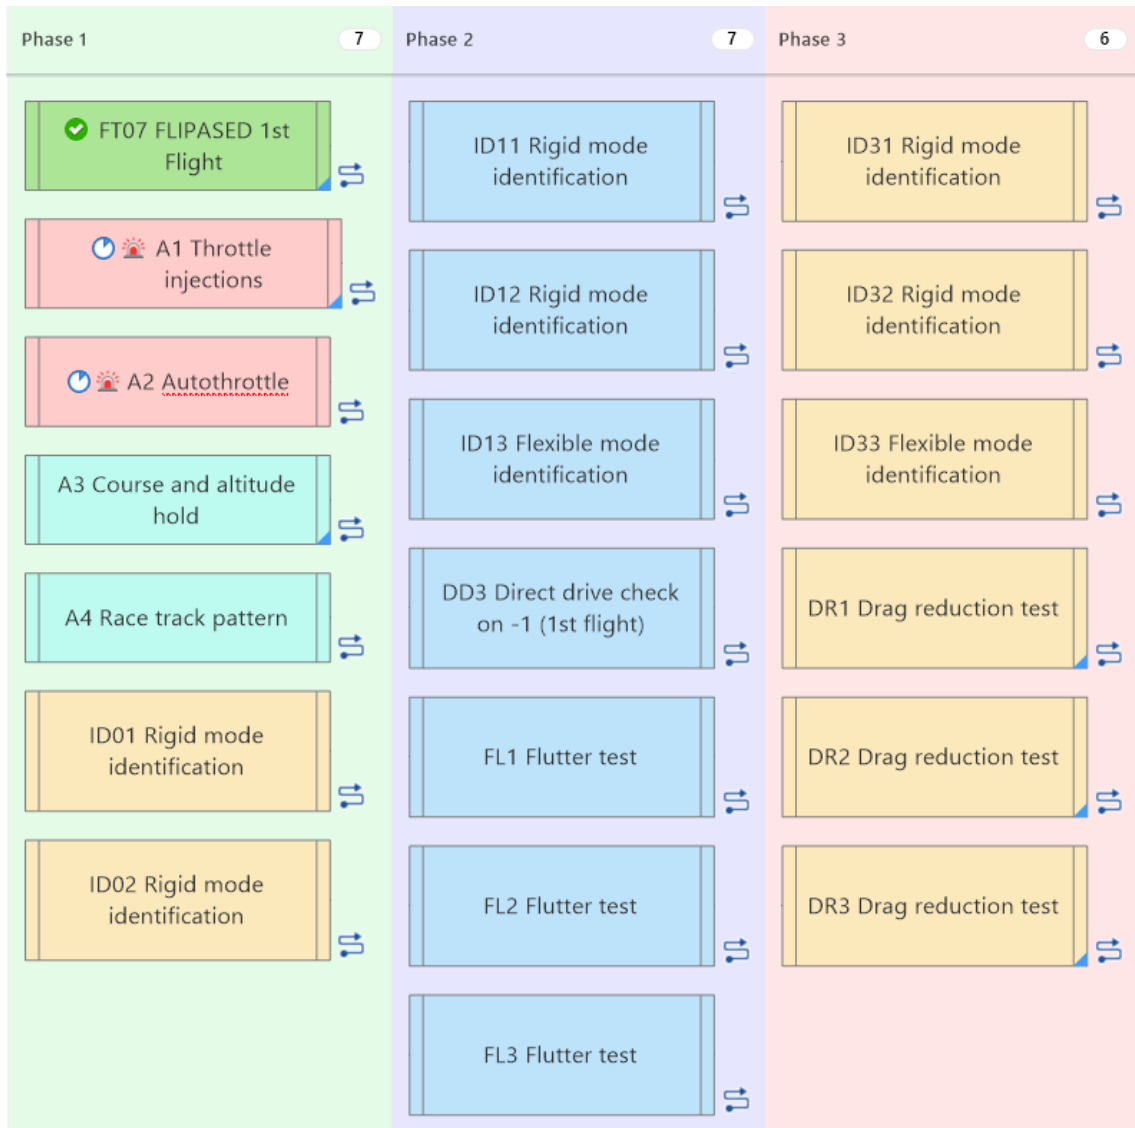 Phase 1
7
FT07 FLIPASED 1st
Flight
A1 Throttle
injections
A2 Autothrottle
A3 Course and altitude
hold
A4 Race track pattern
ID01 Rigid mode
identification
ID02 Rigid mode
identification
Phase 2
7
ID11 Rigid mode
identification
ID12 Rigid mode
identification
ID13 Flexible mode
identification
DD3 Direct drive check
on -1 (1st flight)
FL1 Flutter test
FL2 Flutter test
FL3 Flutter test
Phase 3
6
ID31 Rigid mode
identification
ID32 Rigid mode
identification
ID33 Flexible mode
identification
DR1 Drag reduction test
DR2 Drag reduction test
DR3 Drag reduction test